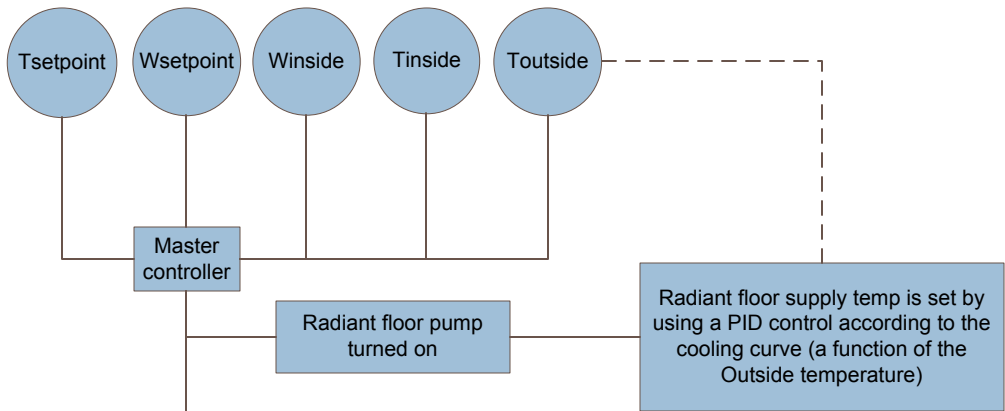 Tsetpoint
Wsetpoint
Winside
Tinside
Toutside
Master
controller
Radiant floor pump
turned on
Radiant floor supply temp is set by
using a PID control according to the
cooling curve (a function of the
Outside temperature)